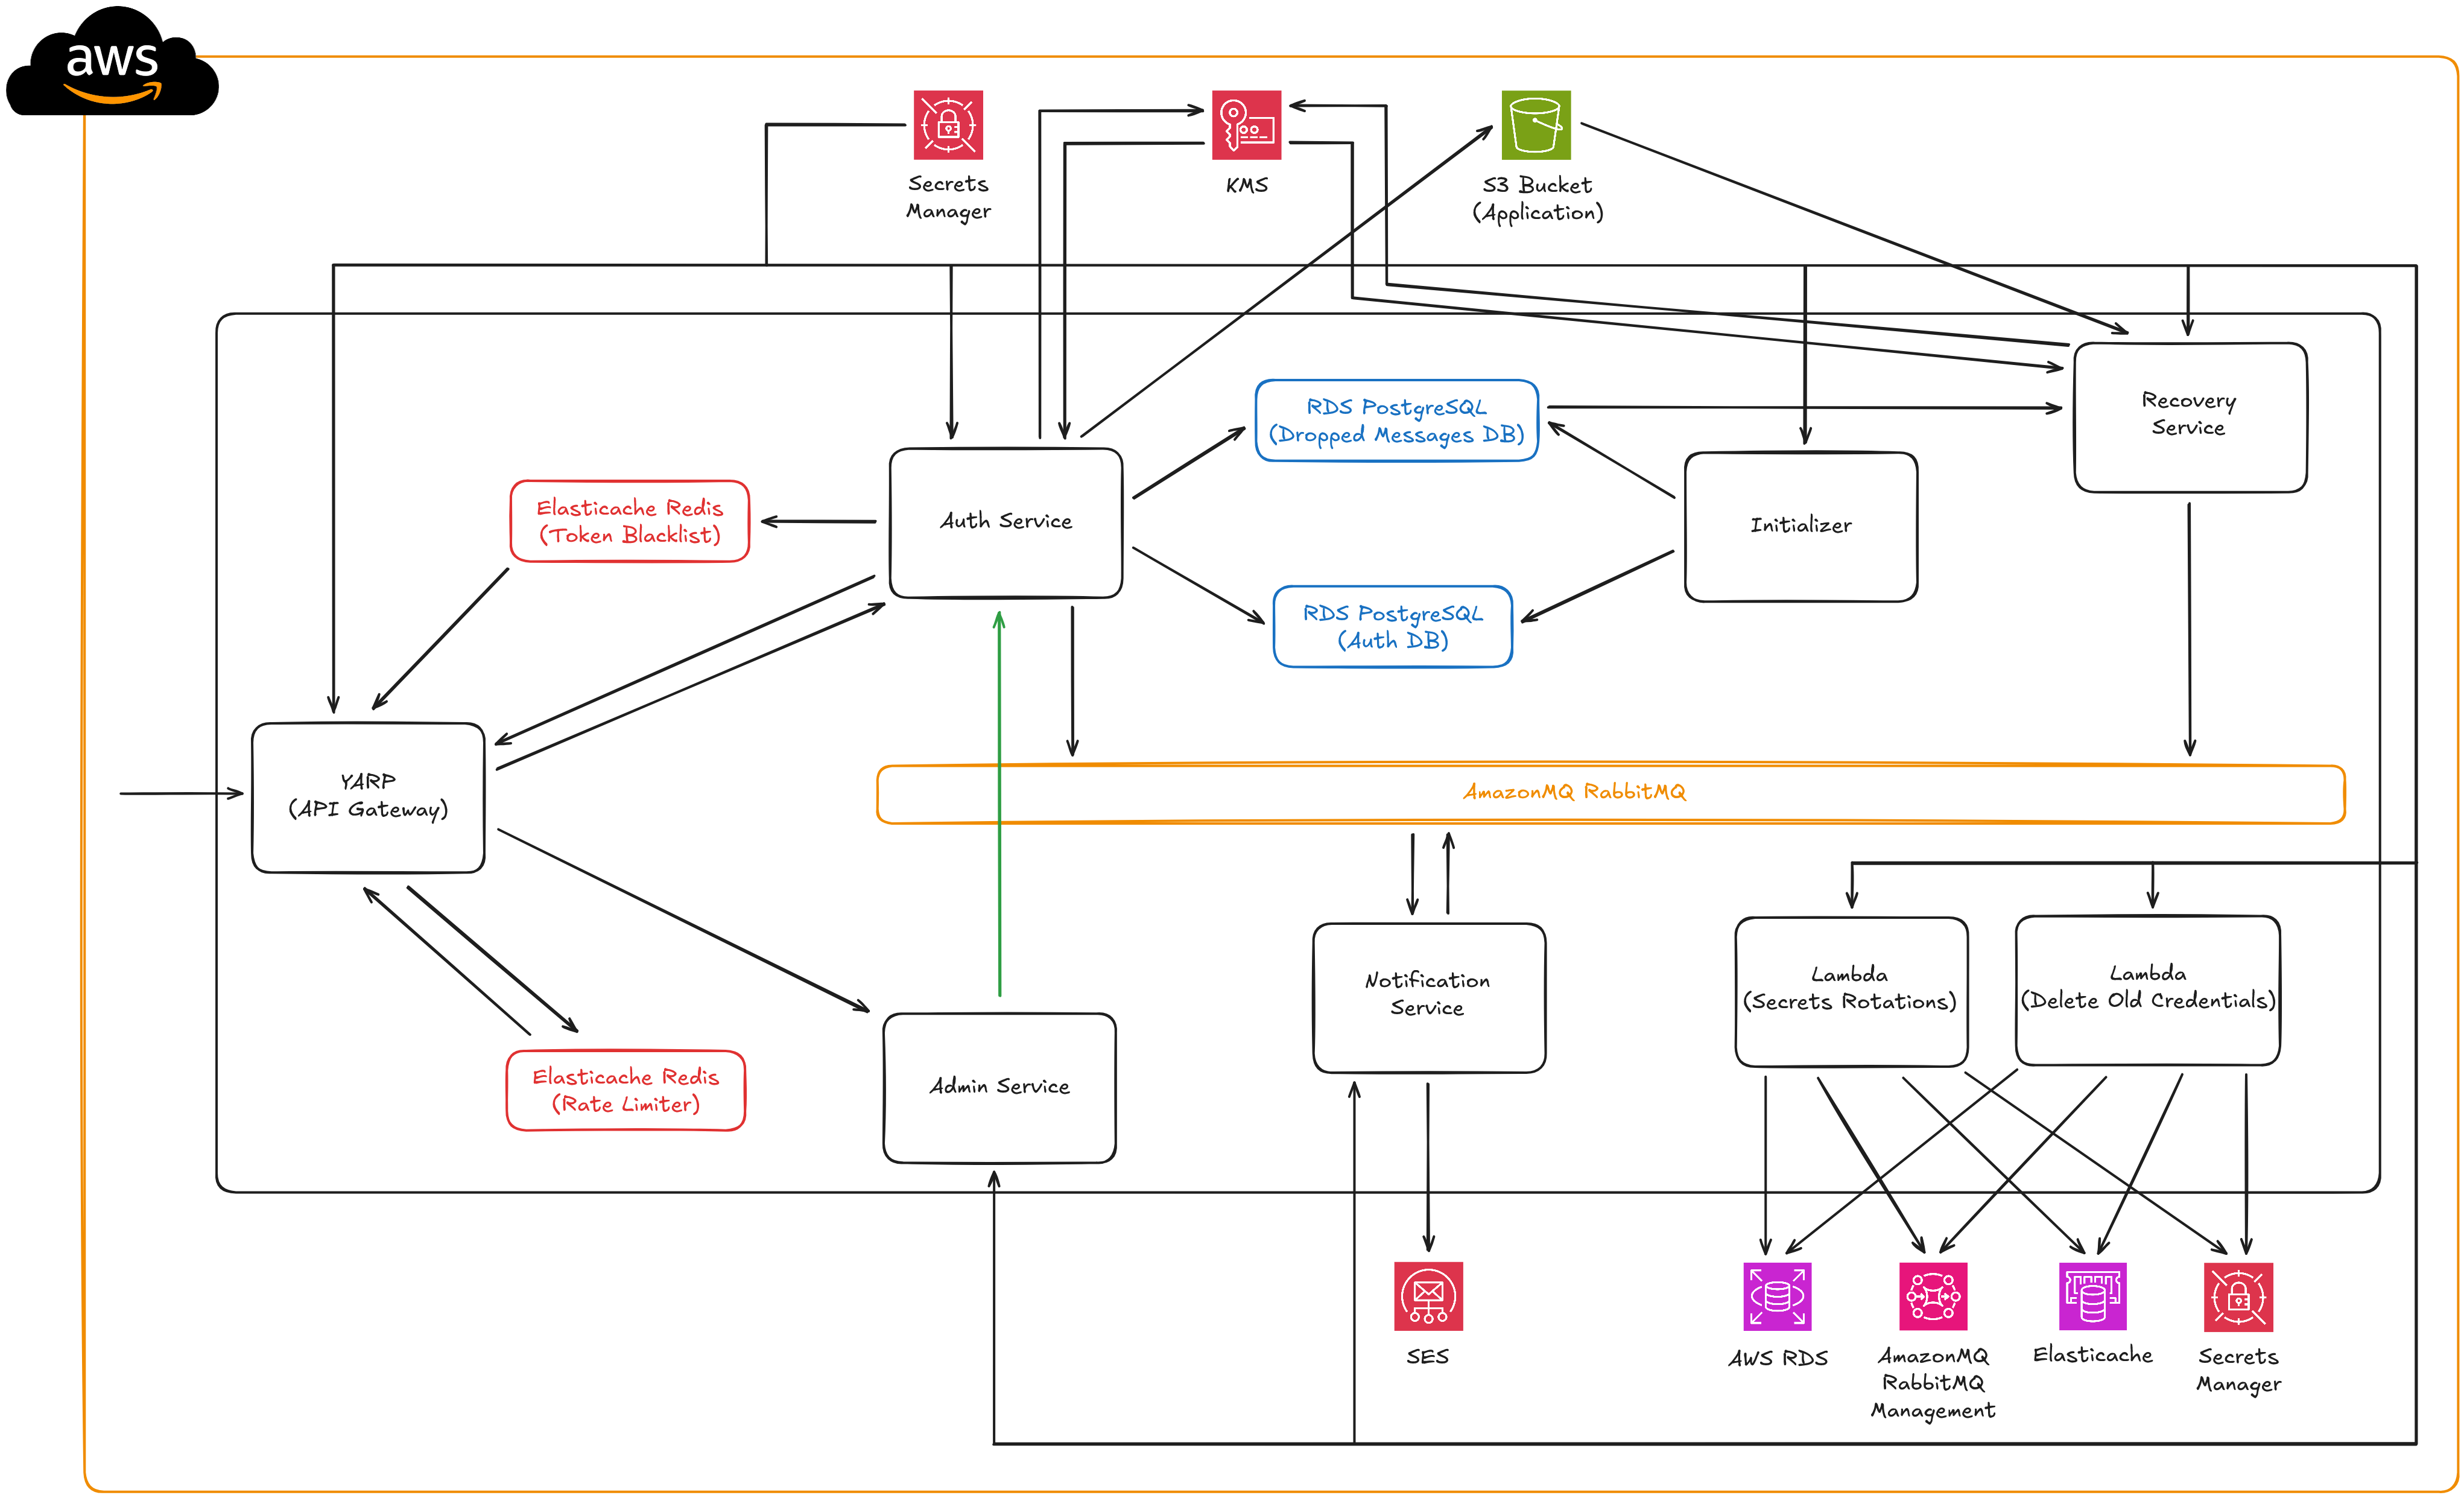 aws
Secrets
Manager
KMS
S3 Bucket
(Application)
RDS PostgreSQL
(Dropped Messages DB)
Recovery
Service
Elasticache Redis
(Token Blacklist)
Auth Service
Initializer
RDS PostgreSQL
(Auth DB)
YARP
(API Gateway)
AmazonMQ RabbitMQ
Notification
Service
Lambda
(Secrets Rotations)
Lambda
(Delete Old Credentials)
Elasticache Redis
(Rate Limiter)
Admin Service
SES
AWS RDS
AmazonMQ
RabbitMQ
Management
Elasticache
Secrets
Manager